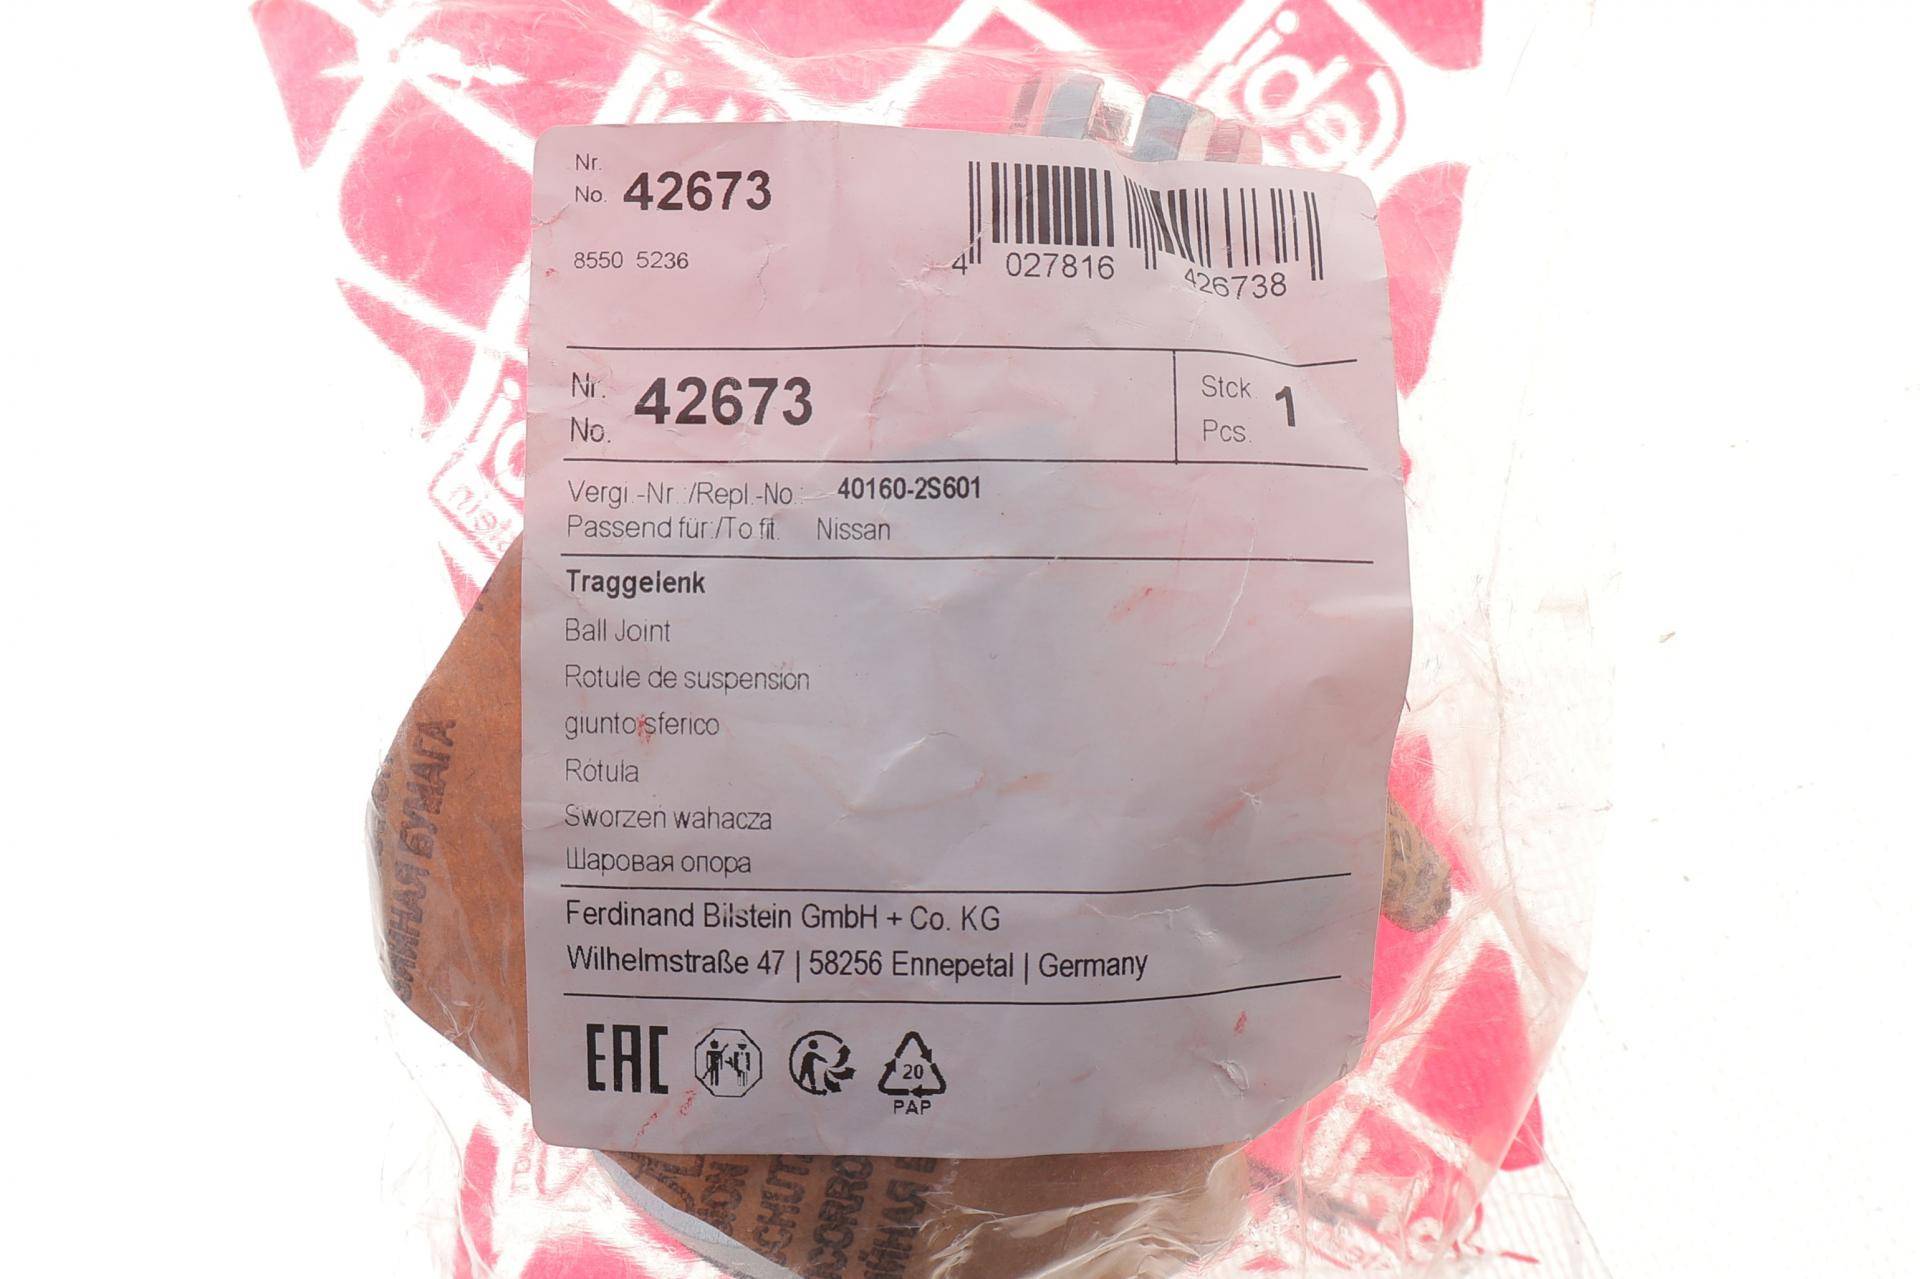 Nr.
No. 42673
8550 5236
4 027816 426738
Nr.
No. 42673
Stck
Pcs. 1
Vergl.-Nr.:/Repl.-No.: 40160-2S601
Passend für:/To fit: Nissan
Traggelenk
Ball Joint
Rotule de suspension
giunto sferico
Rótula
Sworzeń wahacza
Шаровая опора
Ferdinand Bilstein GmbH + Co. KG
Wilhelmstraße 47 | 58256 Ennepetal | Germany
EAC
20
PAP
БУМАГА